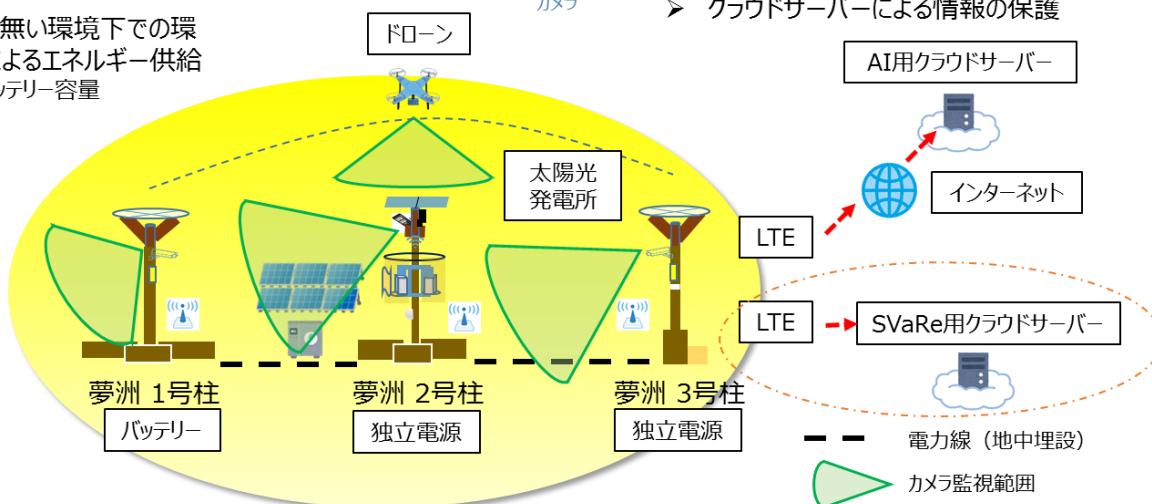 無い環境下での環
よるエネルギー供給
ッテリー容量
カメラ
➢ クラウドサーバーによる情報の保護
ドローン
AI用クラウドサーバー
太陽光
発電所
インターネット
LTE
LTE
SVaRe用クラウドサーバー
夢洲 1号柱
夢洲 2号柱
夢洲 3号柱
バッテリー
独立電源
独立電源
電力線（地中埋設）
カメラ監視範囲